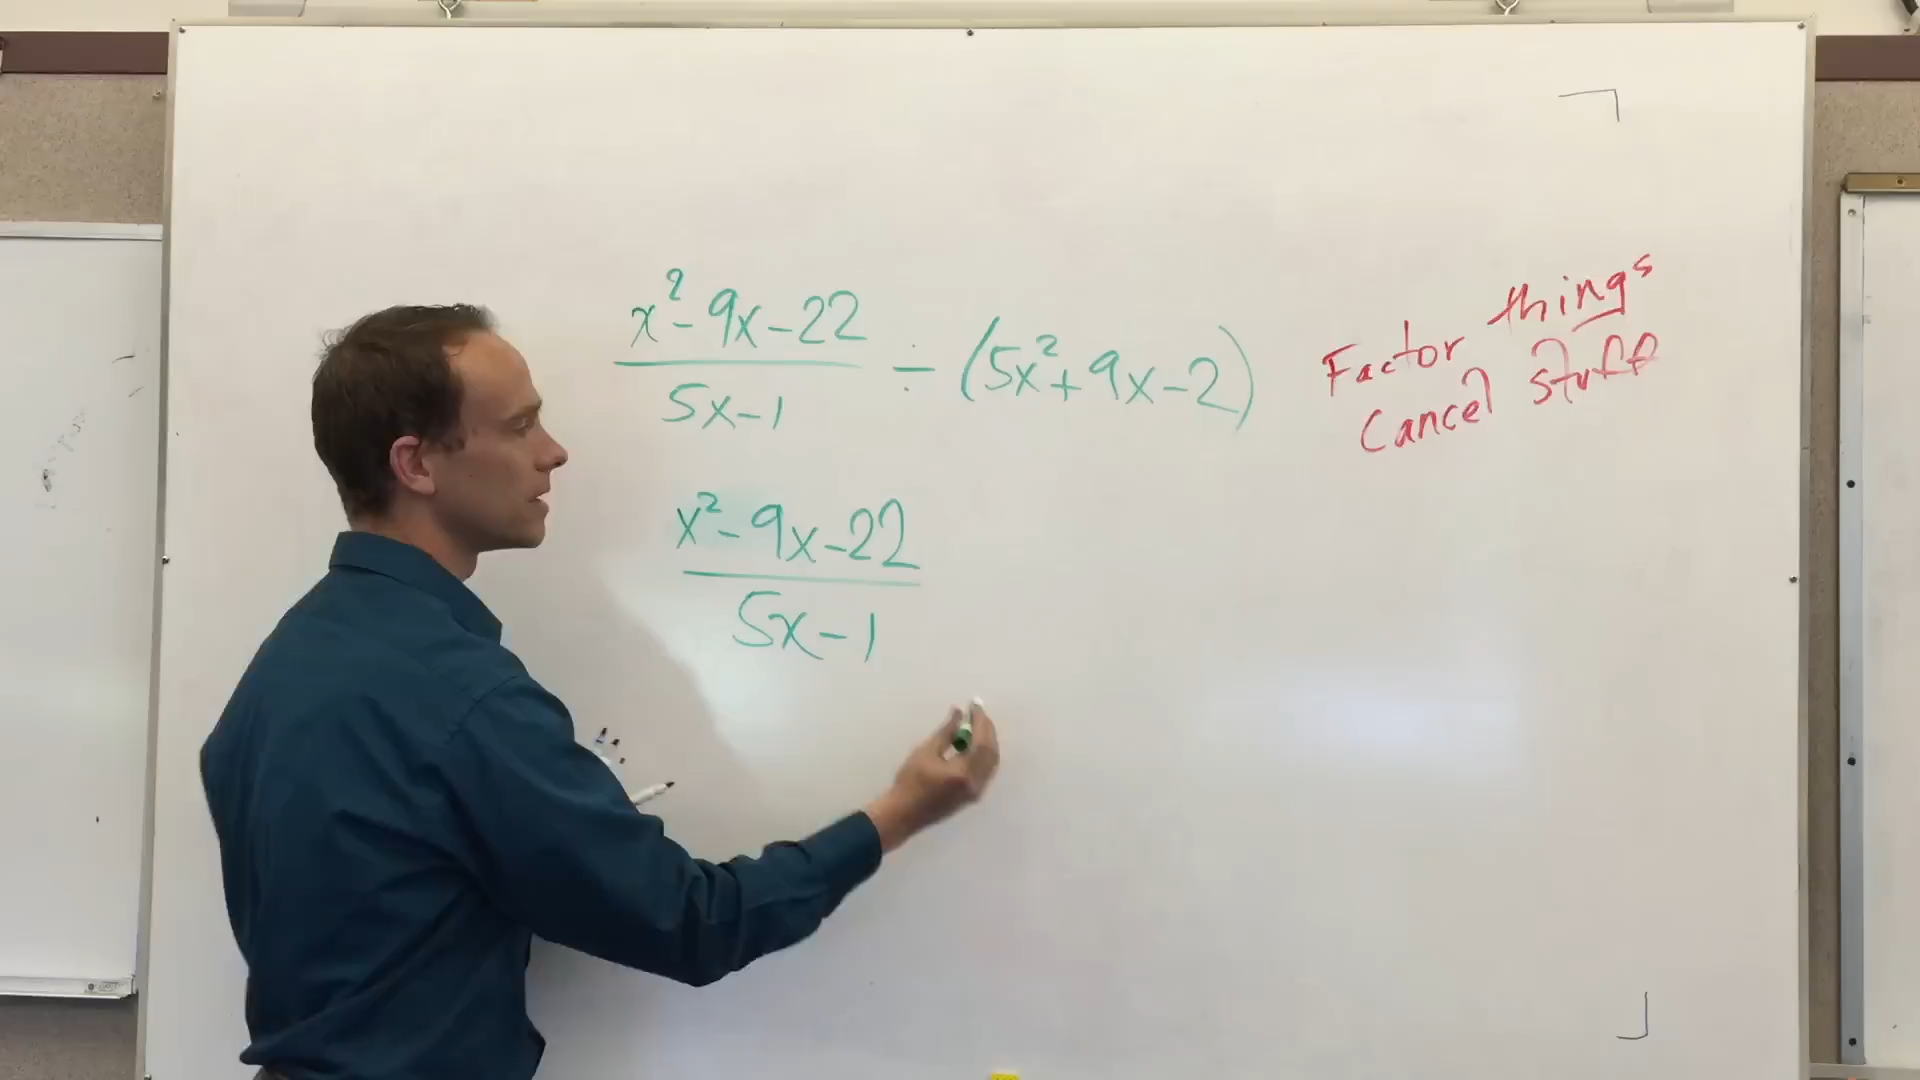 x² - 9x - 22
5x - 1
÷ (5x² + 9x - 2)
Factor things
Cancel stuff
x² - 9x - 22
5x - 1